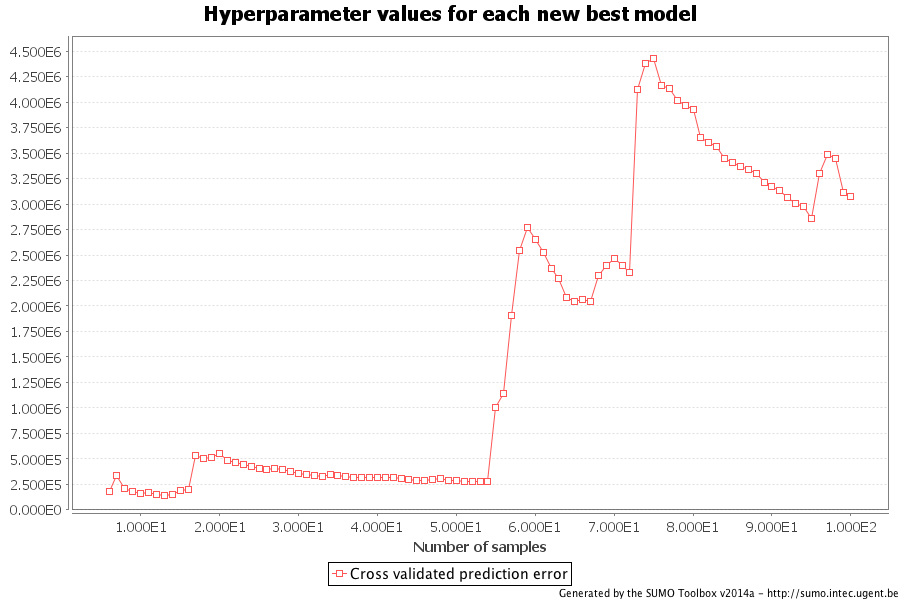 Hyperparameter values for each new best model
4.500E6
4.250E6
4.000E6
3.750E6
3.500E6
3.250E6
3.000E6
2.750E6
2.500E6
2.250E6
2.000E6
1.750E6
1.500E6
1.250E6
1.000E6
7.500E5
5.000E5
2.500E5
0.000E0
1.000E1 2.000E1 3.000E1 4.000E1 5.000E1 6.000E1 7.000E1 8.000E1 9.000E1 1.000E2
Number of samples
Cross validated prediction error
Generated by the SUMO Toolbox v2014a - http://sumo.intec.ugent.be